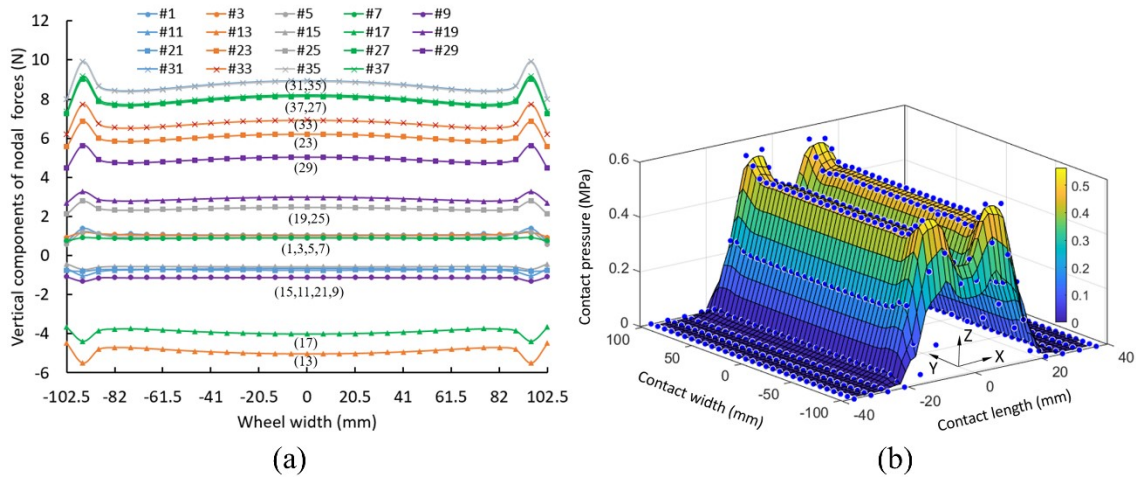 #1 #3 #5 #7 #9
#11 #13 #15 #17 #19
#21 #23 #25 #27 #29
#31 #33 #35 #37
Vertical components of nodal forces (N)
12
10
8
6
4
2
0
-2
-4
-6
(31,35)
(37,27)
(33)
(23)
(29)
(19,25)
(1,3,5,7)
(15,11,21,9)
(17)
(13)
-102.5 -82 -61.5 -41 -20.5 0 20.5 41 61.5 82 102.5
Wheel width (mm)
(a)
Contact pressure (MPa)
0.6
0.4
0.2
0
100
50
0
-50
-100
Contact width (mm)
-40
-20
0
20
40
Contact length (mm)
Z
Y
X
0.5
0.4
0.3
0.2
0.1
0
(b)